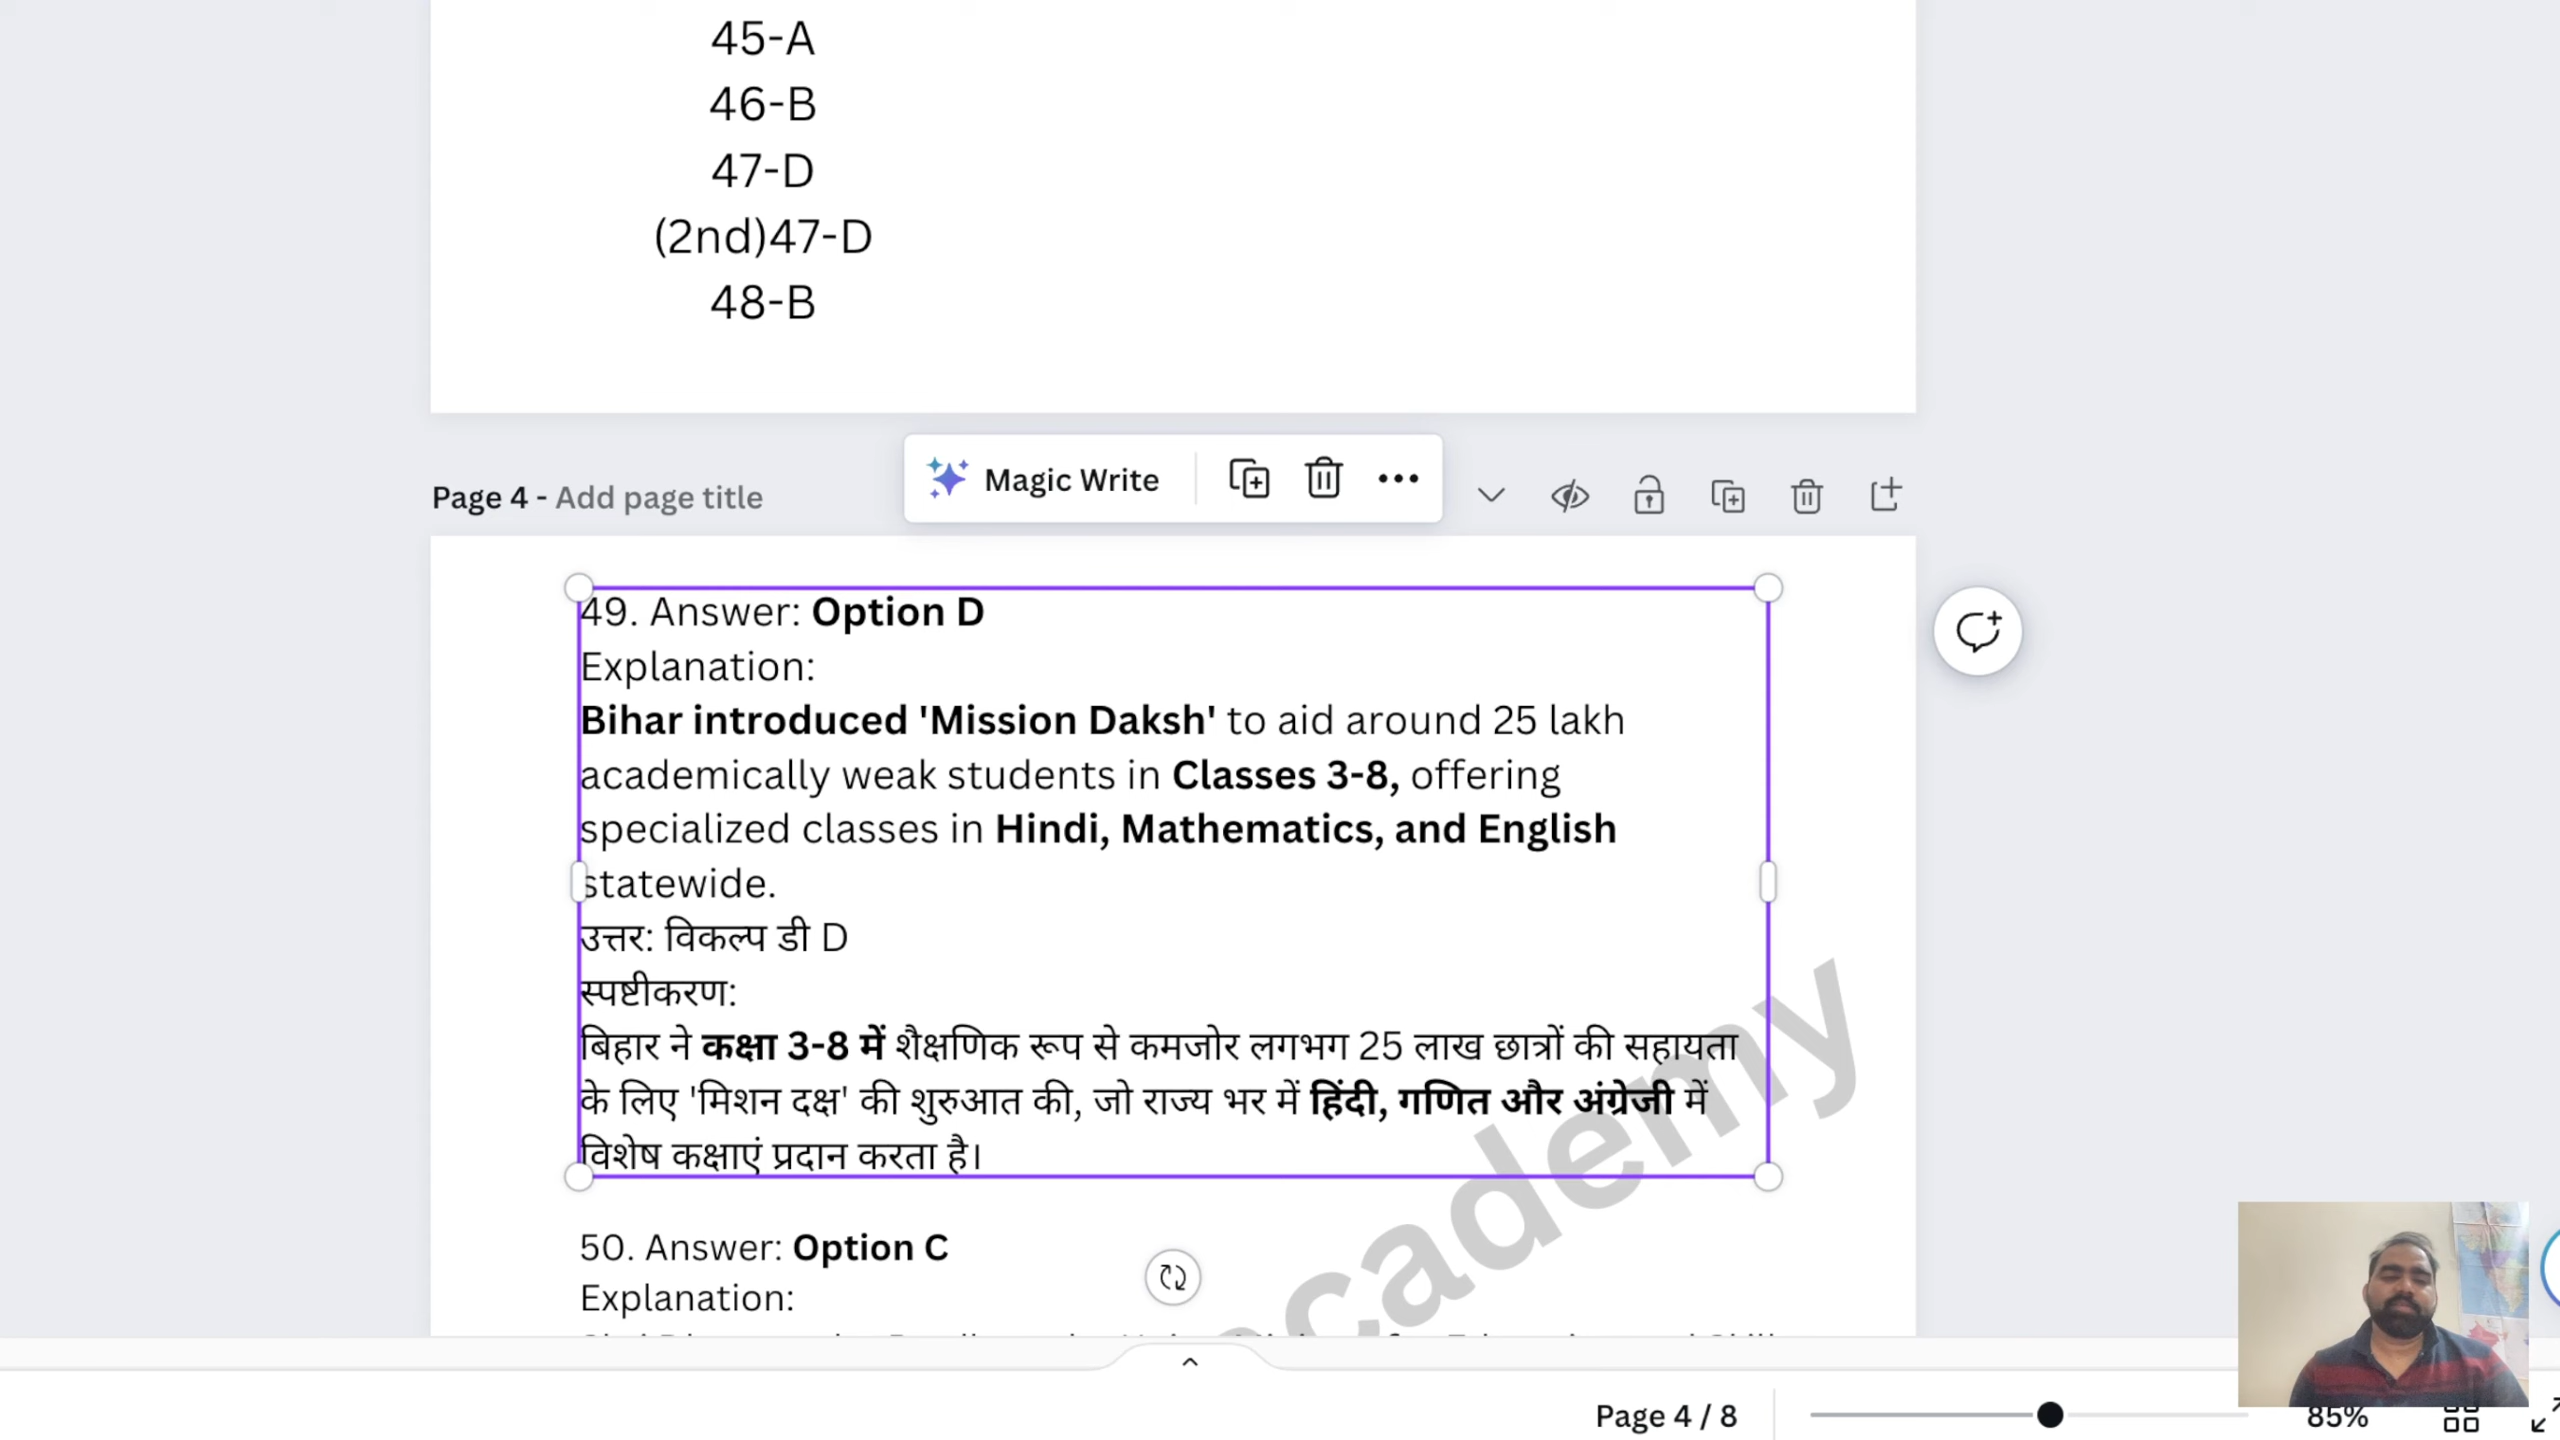 45-A
46-B
47-D
(2nd)47-D
48-B
Magic Write
Page 4 - Add page title
49. Answer: Option D
Explanation:
Bihar introduced 'Mission Daksh' to aid around 25 lakh
academically weak students in Classes 3-8, offering
specialized classes in Hindi, Mathematics, and English
statewide.
उत्तर: विकल्प डी D
स्पष्टीकरण:
बिहार ने कक्षा 3-8 में शैक्षणिक रूप से कमजोर लगभग 25 लाख छात्रों की सहायता
के लिए 'मिशन दक्ष' की शुरुआत की, जो राज्य भर में हिंदी, गणित और अंग्रेजी में
विशेष कक्षाएं प्रदान करता है।
cademy
50. Answer: Option C
Explanation:
Page 4 / 8
85%